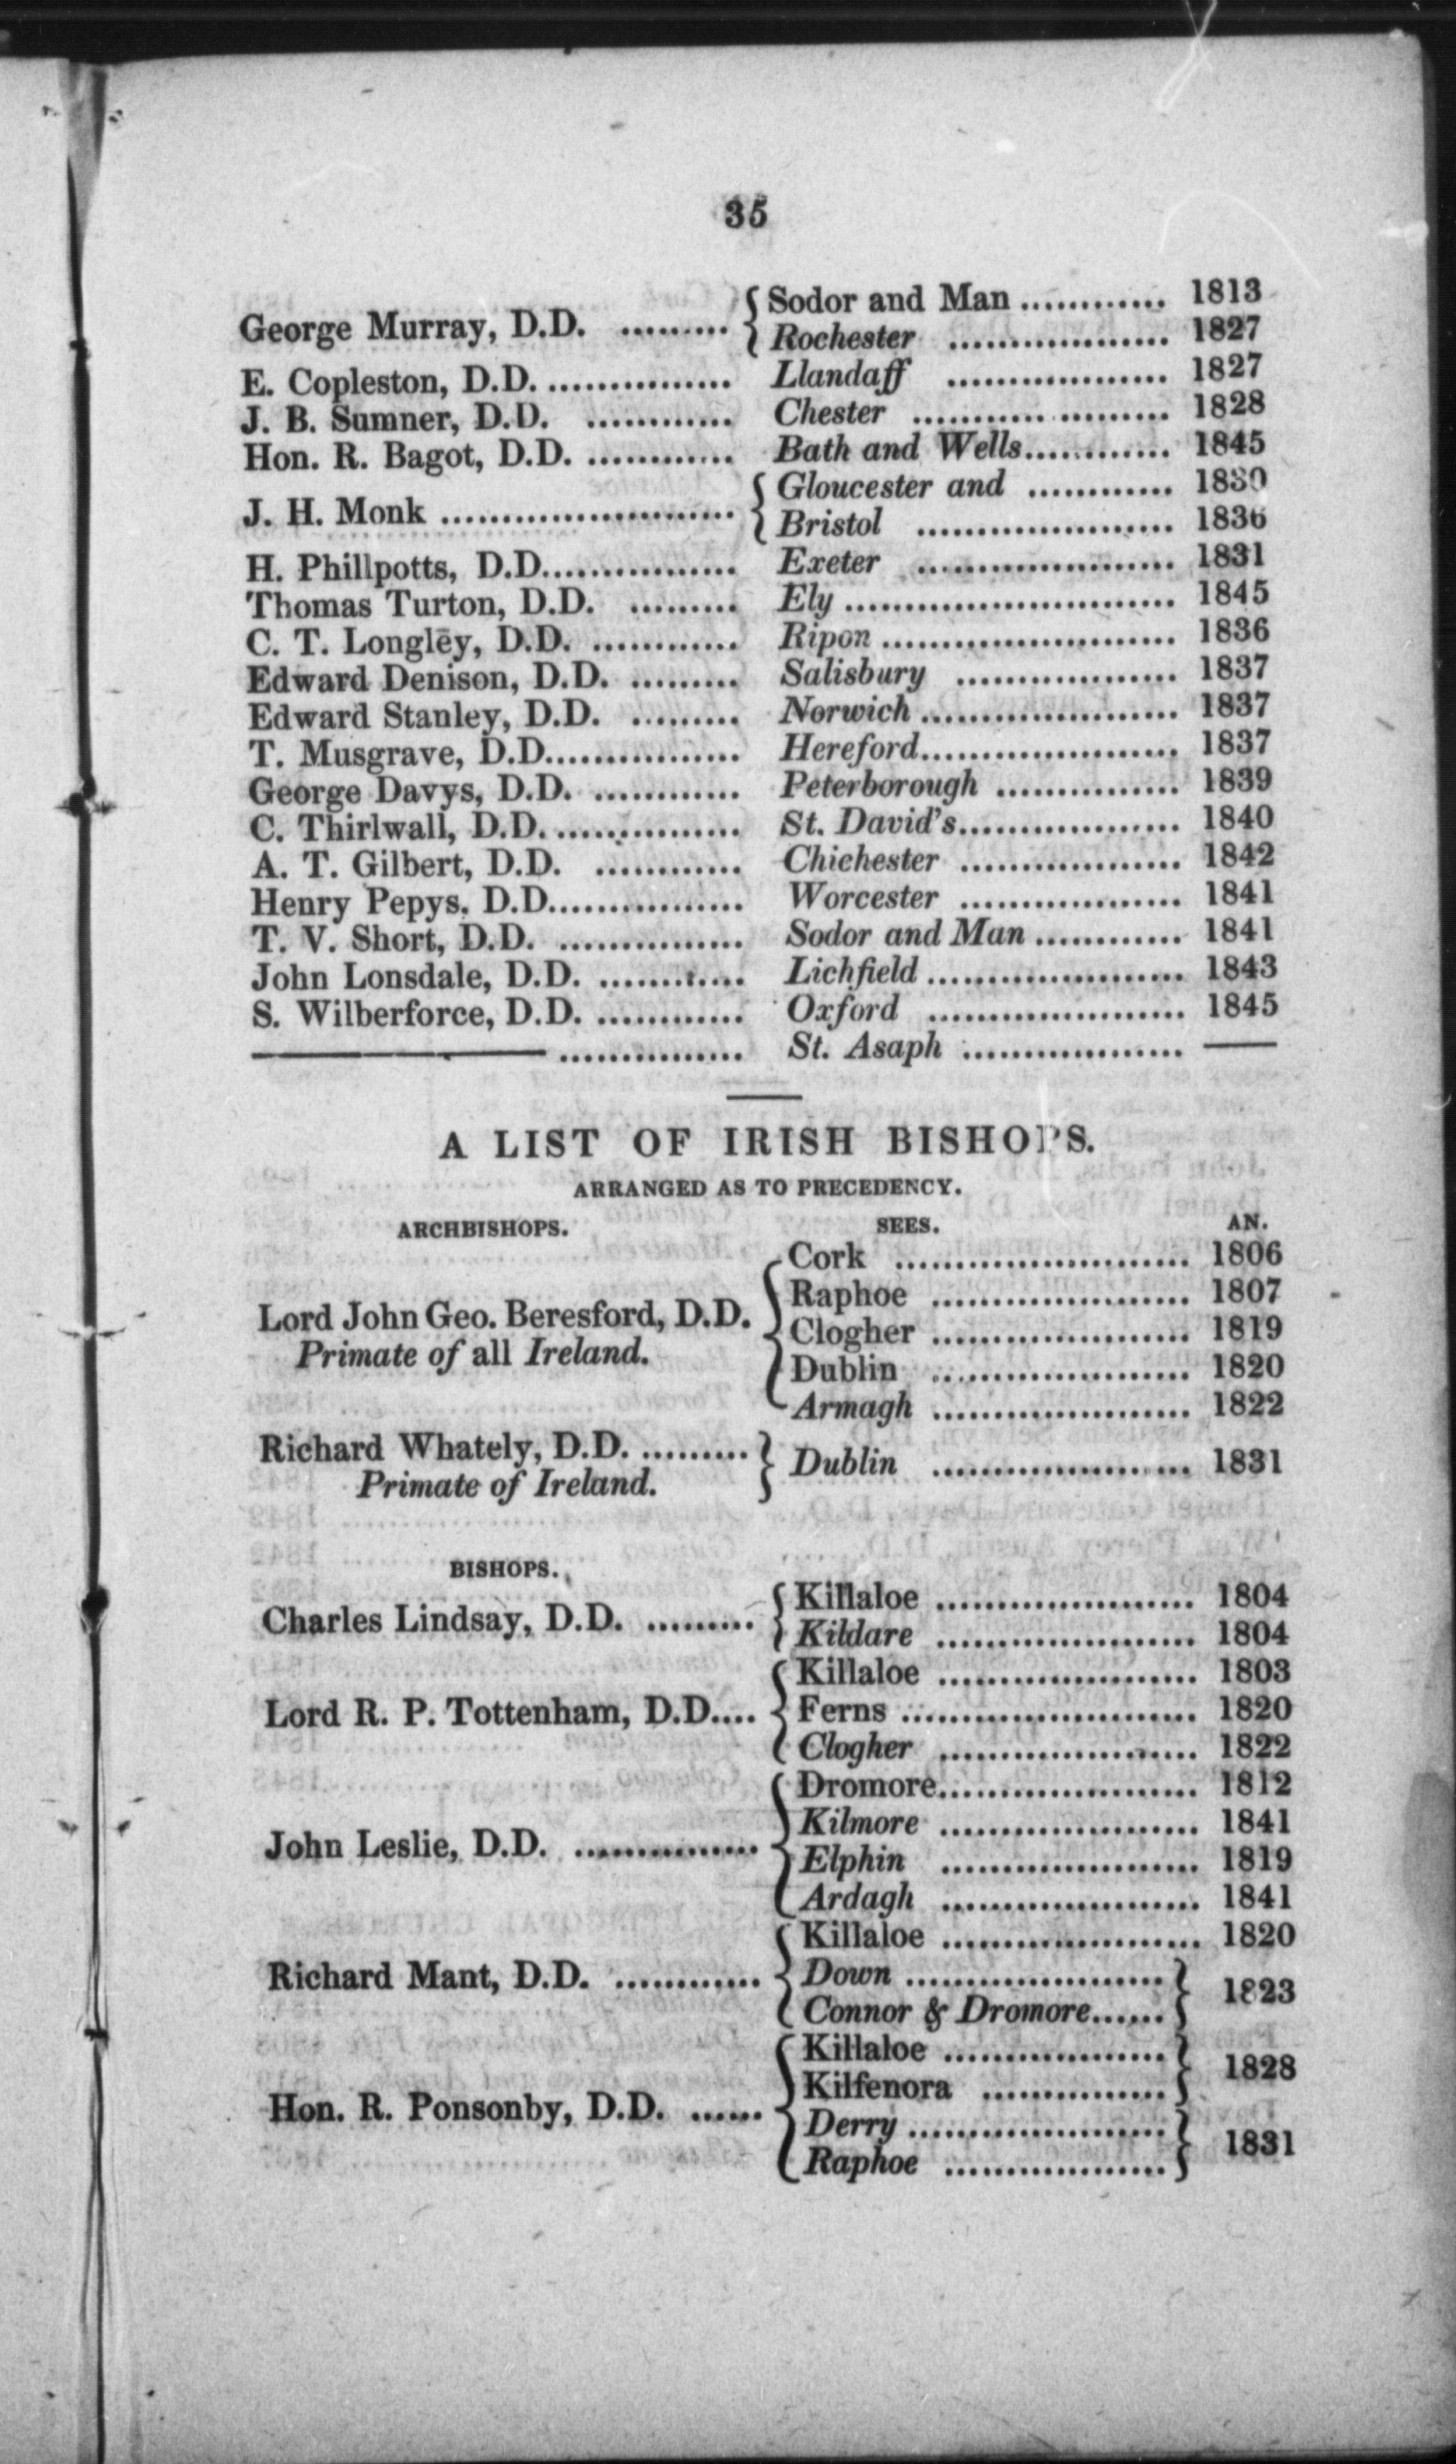 35
Sodor and Man ............ 1813
George Murray, D.D. .........
Rochester .................. 1827
E. Copleston, D.D. ............... Llandaff .................. 1827
J. B. Sumner, D.D. ............ Chester ..................... 1828
Hon. R. Bagot, D.D. ............ Bath and Wells............ 1845
Gloucester and ............ 1830
J. H. Monk ........................
Bristol ..................... 1836
H. Phillpotts, D.D................ Exeter ..................... 1831
Thomas Turton, D.D. ......... Ely ........................... 1845
C. T. Longley, D.D. ............ Ripon ........................ 1836
Edward Denison, D.D. ......... Salisbury .................. 1837
Edward Stanley, D.D. ......... Norwich ..................... 1837
T. Musgrave, D.D................ Hereford..................... 1837
George Davys, D.D. ............ Peterborough ............... 1839
C. Thirlwall, D.D. ............... St. David's.................. 1840
A. T. Gilbert, D.D. ............ Chichester .................. 1842
Henry Pepys, D.D................ Worcester .................. 1841
T. V. Short, D.D. ............... Sodor and Man ............ 1841
John Lonsdale, D.D. ............ Lichfield ..................... 1843
S. Wilberforce, D.D. ............ Oxford ..................... 1845
———— ............... St. Asaph .................. ——
A LIST OF IRISH BISHOPS.
ARRANGED AS TO PRECEDENCY.
ARCHBISHOPS. SEES. AN.
Cork ........................ 1806
Raphoe ..................... 1807
Lord John Geo. Beresford, D.D.
Clogher ..................... 1819
Primate of all Ireland.
Dublin ..................... 1820
Armagh ..................... 1822
Richard Whately, D.D. .........
Dublin ..................... 1831
Primate of Ireland.
BISHOPS.
Killaloe ..................... 1804
Charles Lindsay, D.D. .........
Kildare ..................... 1804
Killaloe ..................... 1803
Lord R. P. Tottenham, D.D.... Ferns ........................ 1820
Clogher ..................... 1822
Dromore..................... 1812
Kilmore ..................... 1841
John Leslie, D.D. ...............
Elphin ..................... 1819
Ardagh ..................... 1841
Killaloe ..................... 1820
Richard Mant, D.D. ............ Down .....................
1823
Connor & Dromore......
Killaloe ..................
1828
Kilfenora ...............
Hon. R. Ponsonby, D.D. ......
Derry .....................
1831
Raphoe ..................